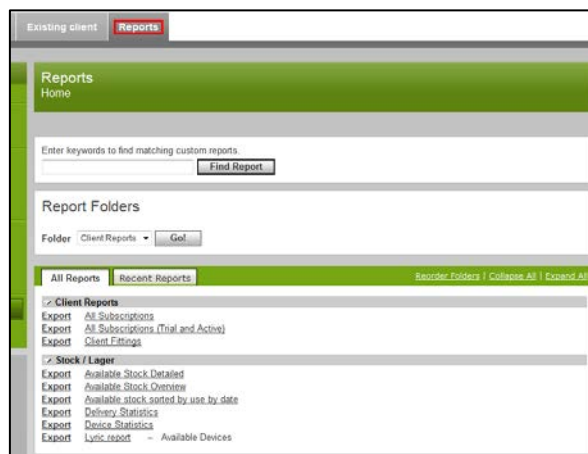 Existing client Reports
Reports
Home
Enter keywords to find matching custom reports.
Find Report
Report Folders
Folder Client Reports Go!
All Reports Recent Reports Reorder Folders | Collapse All | Expand All
Client Reports
Export All Subscriptions
Export All Subscriptions (Trial and Active)
Export Client Fittings
Stock / Lager
Export Available Stock Detailed
Export Available Stock Overview
Export Available stock sorted by use by date
Export Delivery Statistics
Export Device Statistics
Export Lyric report – Available Devices